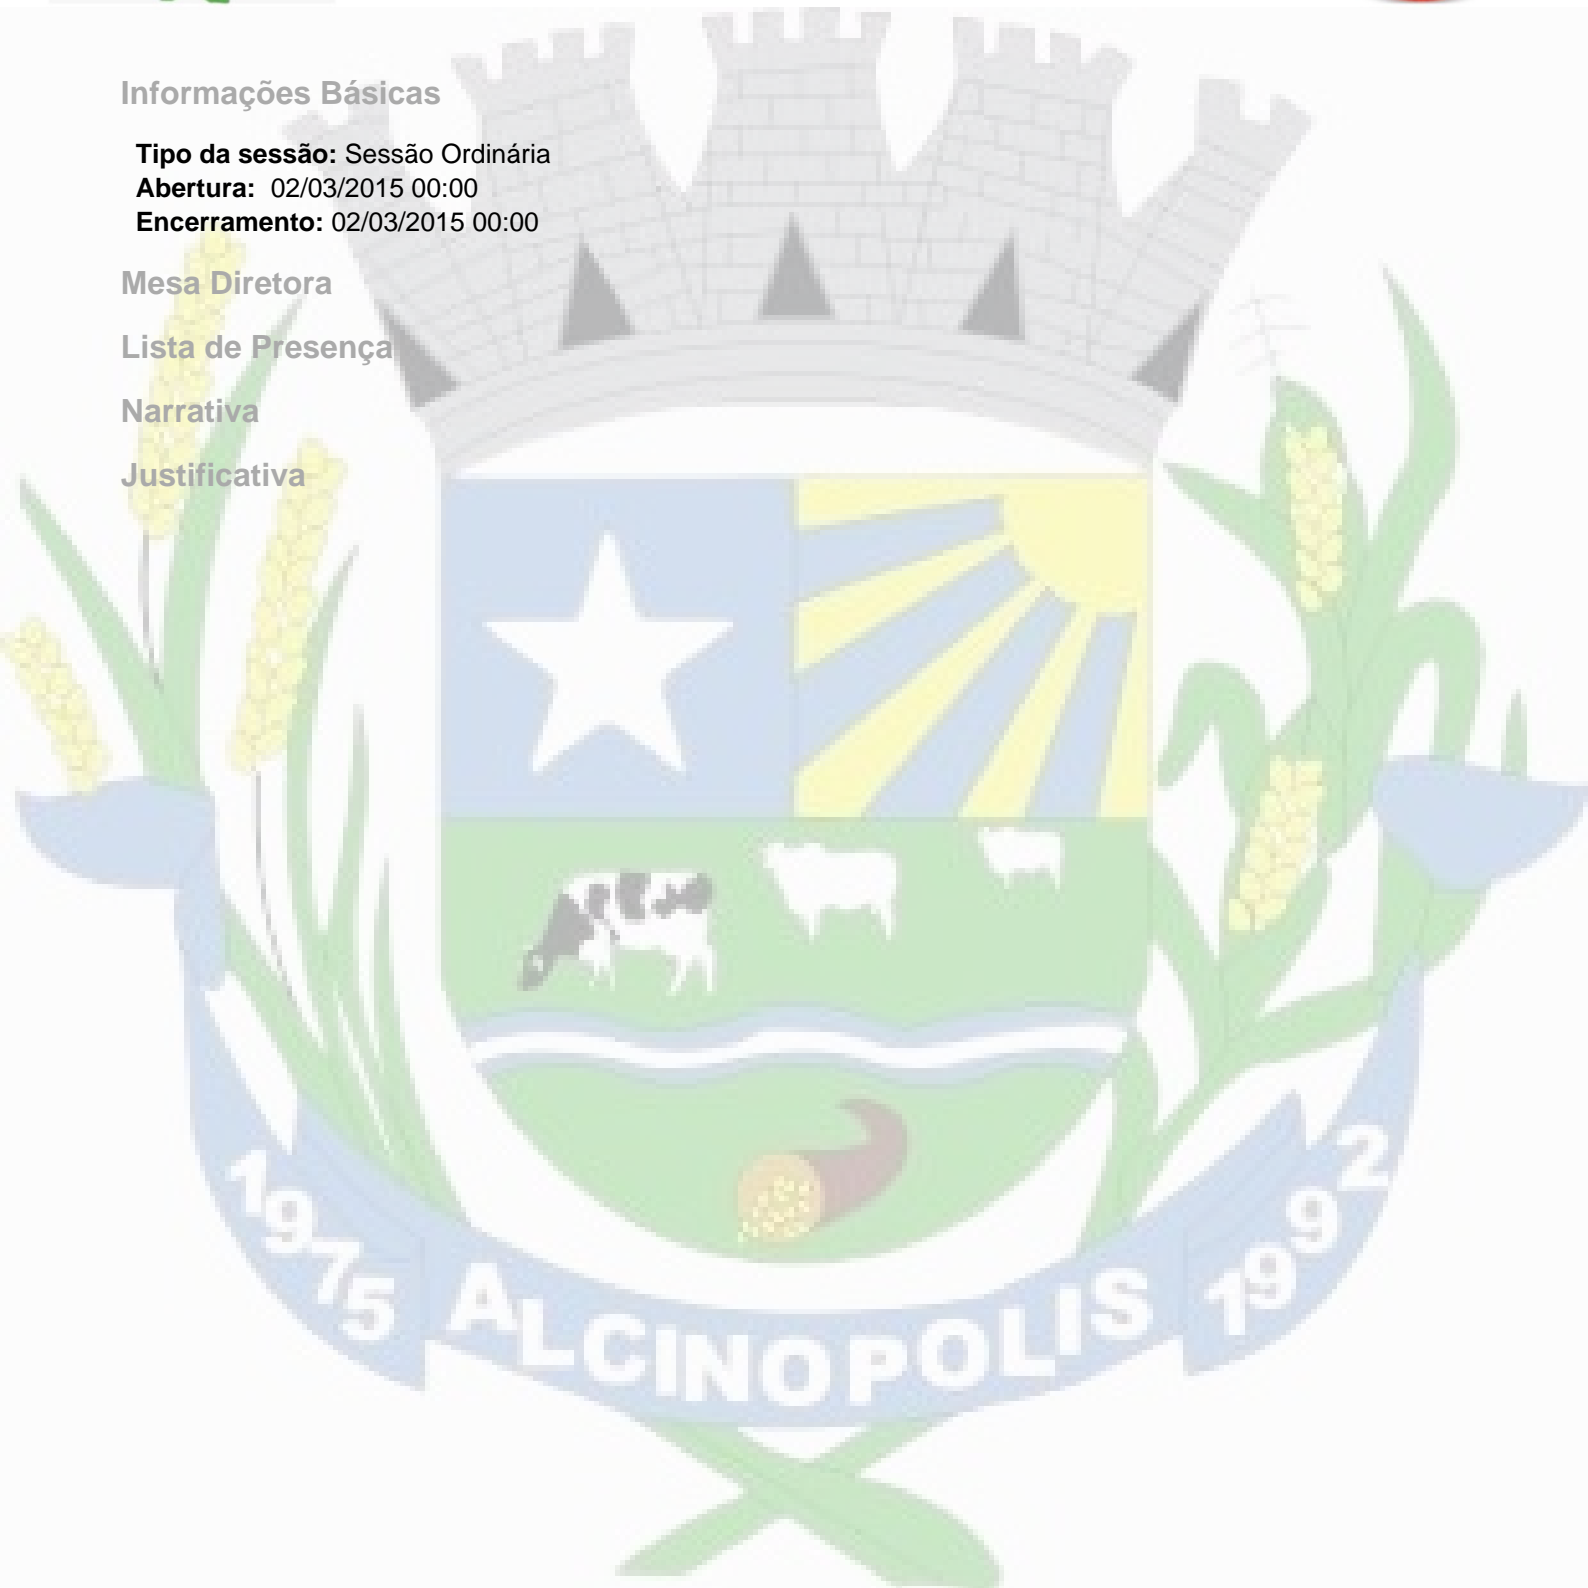 Informações Básicas
Tipo da sessão: Sessão Ordinária
Abertura: 02/03/2015 00:00
Encerramento: 02/03/2015 00:00
Mesa Diretora
Lista de Presença
Narrativa
Justificativa
1975 ALCINOPOLIS 1992